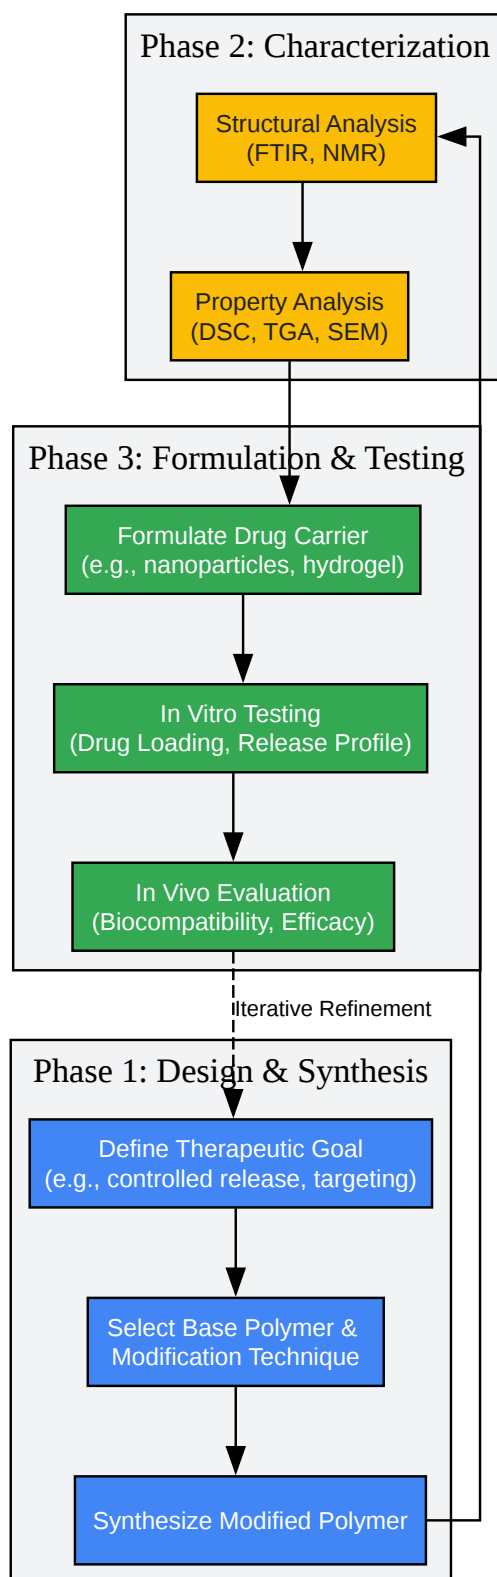 Phase 2: Characterization
Structural Analysis
(FTIR, NMR)
Property Analysis
(DSC, TGA, SEM)
Phase 3: Formulation & Testing
Formulate Drug Carrier
(e.g., nanoparticles, hydrogel)
In Vitro Testing
(Drug Loading, Release Profile)
In Vivo Evaluation
(Biocompatibility, Efficacy)
Iterative Refinement
Phase 1: Design & Synthesis
Define Therapeutic Goal
(e.g., controlled release, targeting)
Select Base Polymer &
Modification Technique
Synthesize Modified Polymer